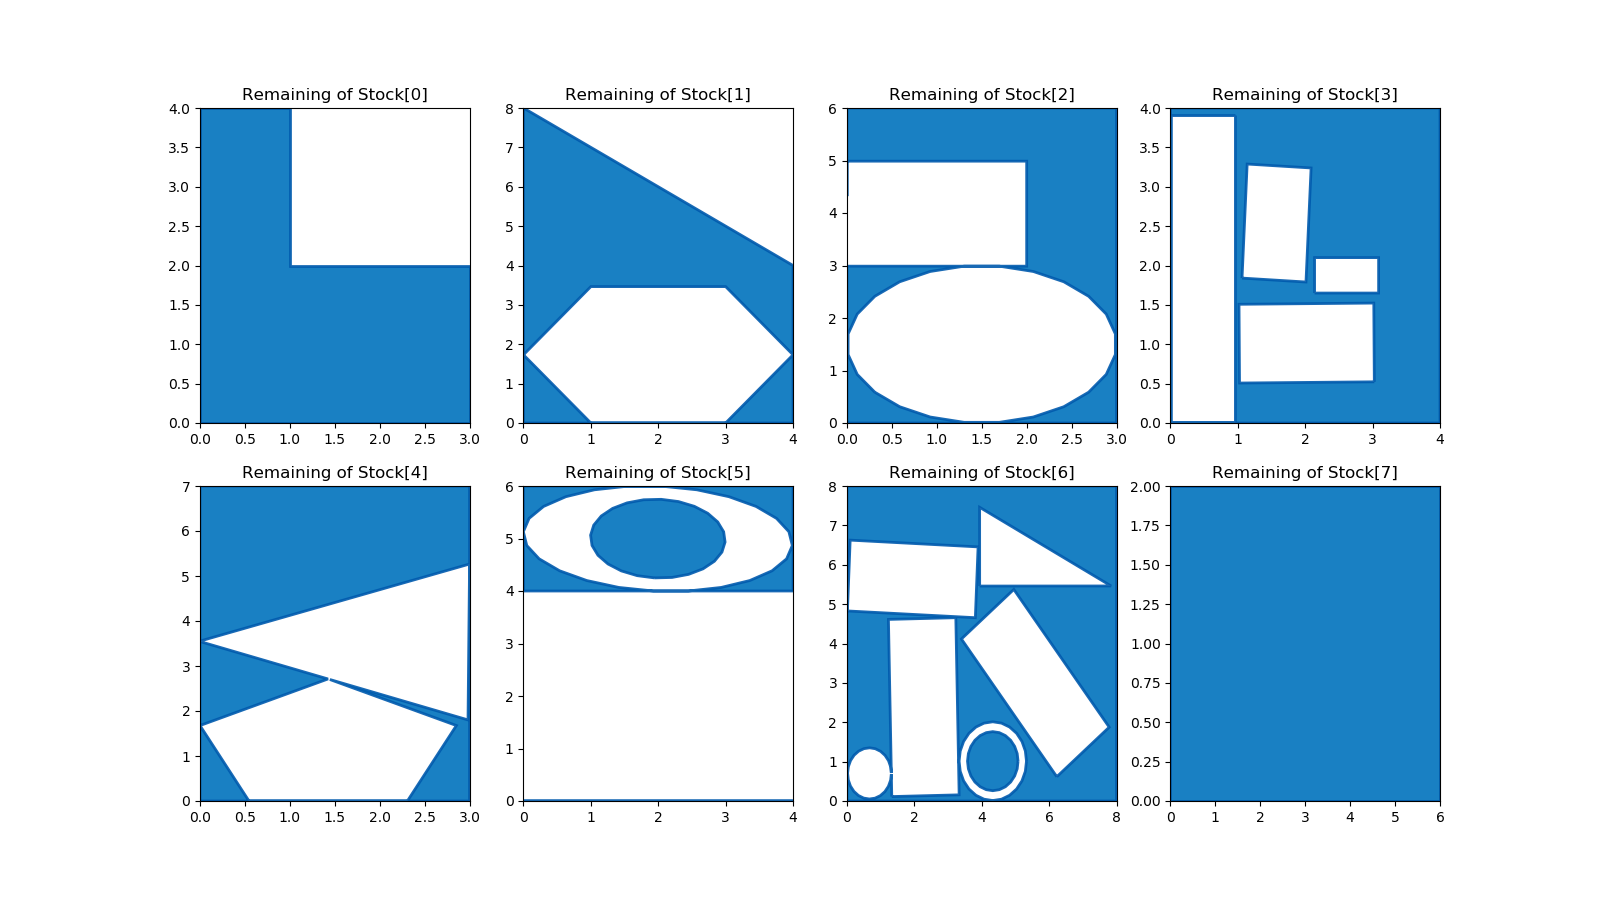 Remaining of Stock[0] Remaining of Stock[1] Remaining of Stock[2] Remaining of Stock[3]
4.0 8 6 4.0
3.5 7 3.5
5
3.0 6 3.0
2.5 5 4 2.5
2.0 4 3 2.0
1.5 3 1.5
2
1.0 2 1.0
0.5 1 1 0.5
0.0 0 0 0.0
0.0 0.5 1.0 1.5 2.0 2.5 3.0 0 1 2 3 4 0.0 0.5 1.0 1.5 2.0 2.5 3.0 0 1 2 3 4
Remaining of Stock[4] Remaining of Stock[5] Remaining of Stock[6] Remaining of Stock[7]
7 6 8 2.00
6 5 7 1.75
5 6 1.50
4 4 5 1.25
3 3 4 1.00
3 0.75
2 2 2 0.50
1 1 1 0.25
0 0 0 0.00
0.0 0.5 1.0 1.5 2.0 2.5 3.0 0 1 2 3 4 0 2 4 6 8 0 1 2 3 4 5 6